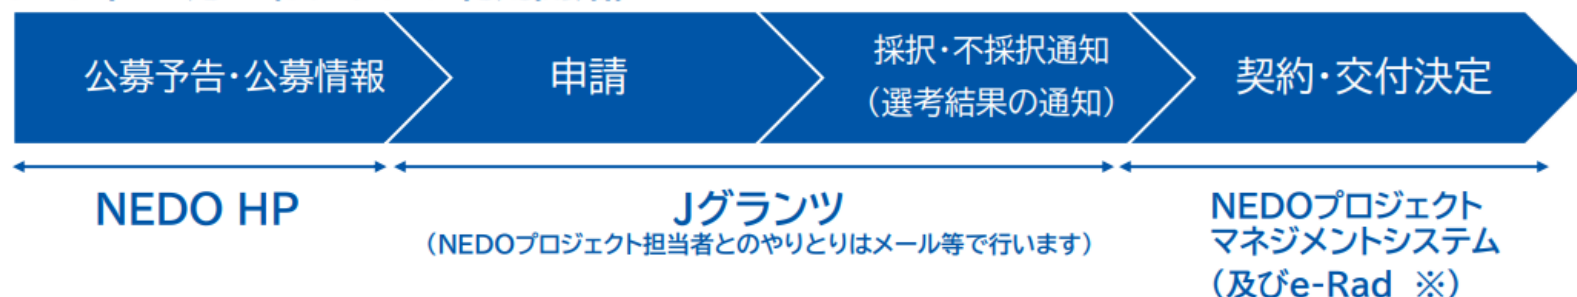 公募予告・公募情報
申請
採択・不採択通知
（選考結果の通知）
契約・交付決定
NEDO HP
Jグランツ
（NEDOプロジェクト担当者とのやりとりはメール等で行います）
NEDOプロジェクト
マネジメントシステム
（及びe-Rad ※）